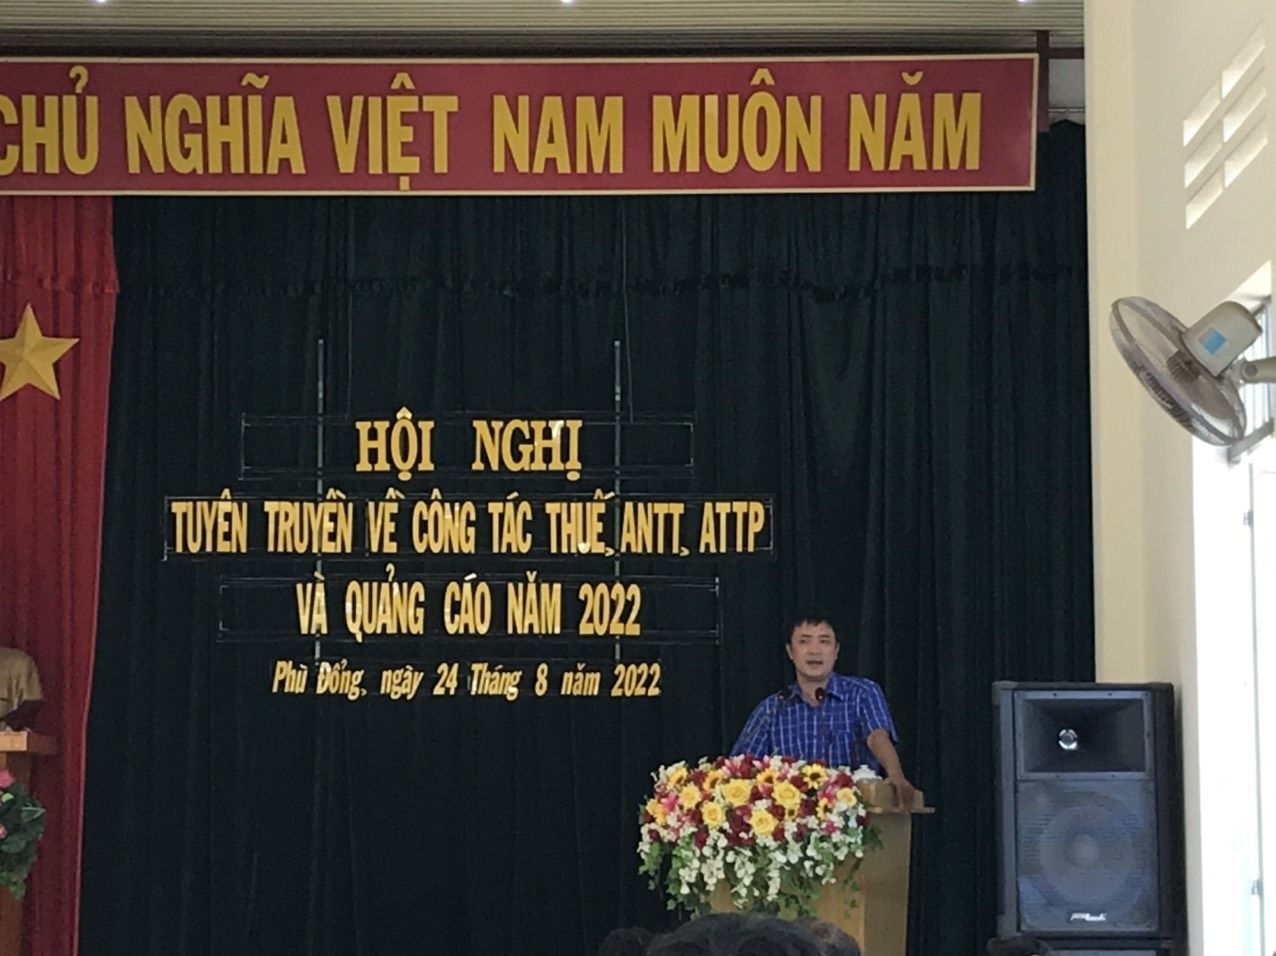 CHỦ NGHĨA VIỆT NAM MUÔN NĂM
HỘI NGHỊ
TUYÊN TRUYỀN VỀ CÔNG TÁC THUẾ, ANTT, ATTP
VÀ QUẢNG CÁO NĂM 2022
Phù Đổng, ngày 24 Tháng 8 năm 2022